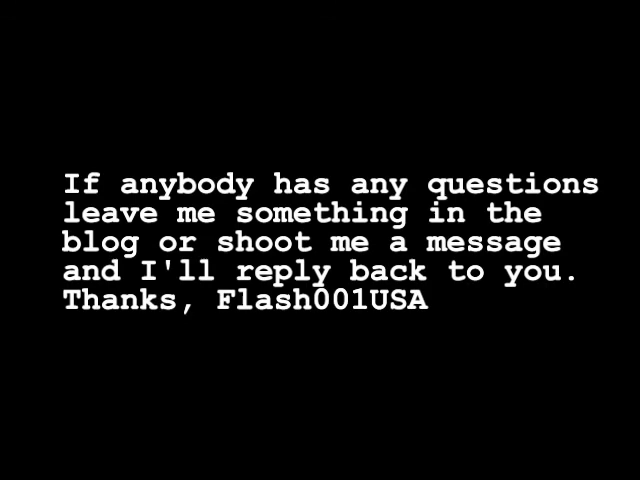 If anybody has any questions
leave me something in the
blog or shoot me a message
and I'll reply back to you.
Thanks, Flash001USA